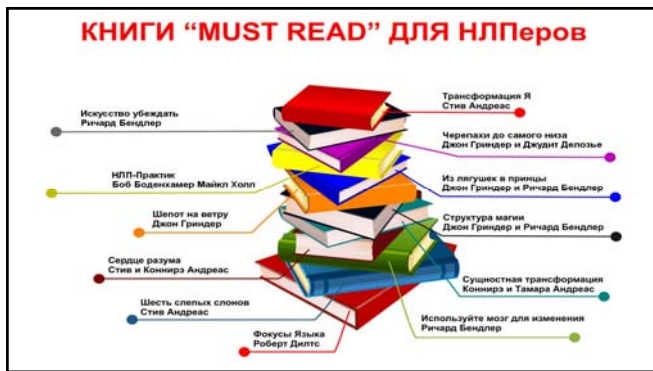 КНИГИ “MUST READ” ДЛЯ НЛПеров
Трансформация Я
Стив Андреас
Искусство убеждать
Ричард Бендлер
Черепахи до самого низа
Джон Гриндер и Джудит Делозье
НЛП-Практик
Боб Боденхамер Майкл Холл
Из лягушек в принцы
Джон Гриндер и Ричард Бендлер
Шепот на ветру
Джон Гриндер
Структура магии
Джон Гриндер и Ричард Бендлер
Сердце разума
Стив и Коннирэ Андреас
Сущностная трансформация
Коннирэ и Тамара Андреас
Шесть слепых слонов
Стив Андреас
Используйте мозг для изменения
Ричард Бендлер
Фокусы Языка
Роберт Дилтс